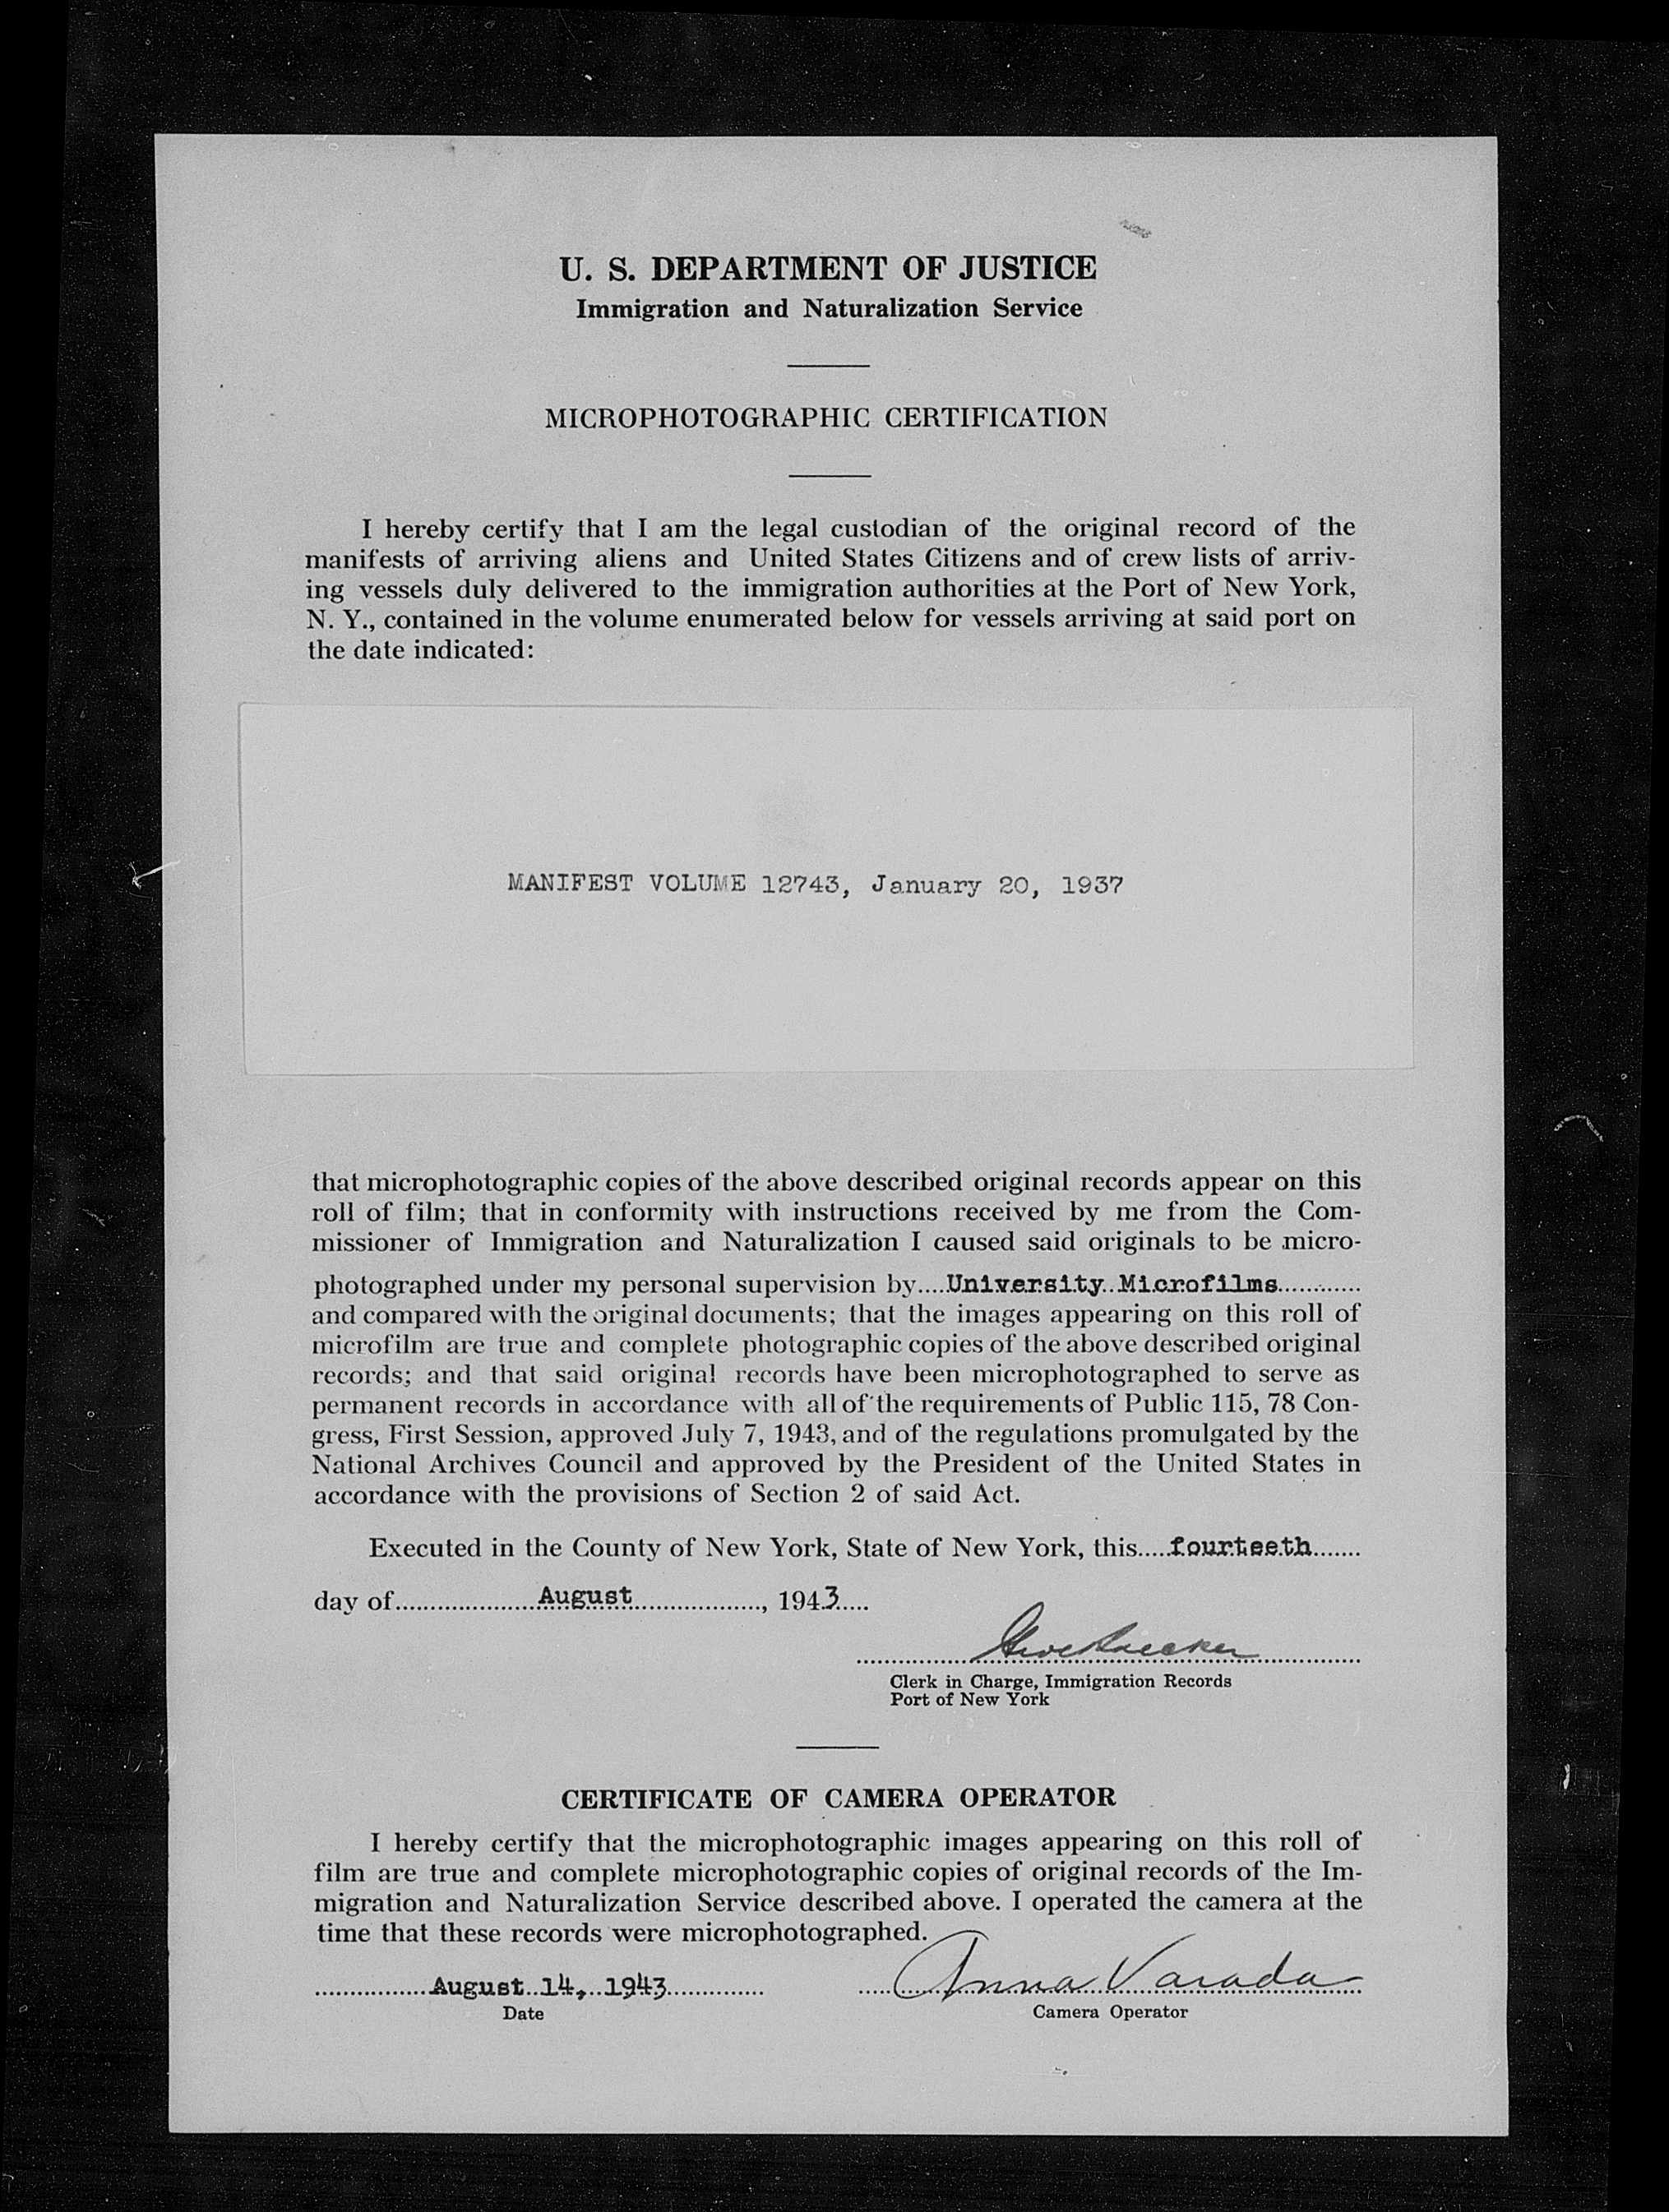 U. S. DEPARTMENT OF JUSTICE
Immigration and Naturalization Service
MICROPHOTOGRAPHIC CERTIFICATION
I hereby certify that I am the legal custodian of the original record of the
manifests of arriving aliens and United States Citizens and of crew lists of arriv-
ing vessels duly delivered to the immigration authorities at the Port of New York,
N. Y., contained in the volume enumerated below for vessels arriving at said port on
the date indicated:
MANIFEST VOLUME 12743, January 20, 1937
that microphotographic copies of the above described original records appear on this
roll of film; that in conformity with instructions received by me from the Com-
missioner of Immigration and Naturalization I caused said originals to be micro-
photographed under my personal supervision by.....University Microfilms............
and compared with the original documents; that the images appearing on this roll of
microfilm are true and complete photographic copies of the above described original
records; and that said original records have been microphotographed to serve as
permanent records in accordance with all of the requirements of Public 115, 78 Con-
gress, First Session, approved July 7, 1943, and of the regulations promulgated by the
National Archives Council and approved by the President of the United States in
accordance with the provisions of Section 2 of said Act.
Executed in the County of New York, State of New York, this.....fourteeth.......
day of.....................August..................., 1943.....
Clerk in Charge, Immigration Records
Port of New York
CERTIFICATE OF CAMERA OPERATOR
I hereby certify that the microphotographic images appearing on this roll of
film are true and complete microphotographic copies of original records of the Im-
migration and Naturalization Service described above. I operated the camera at the
time that these records were microphotographed.
.................August 14, 1943..............
Anna Varada
Date
Camera Operator